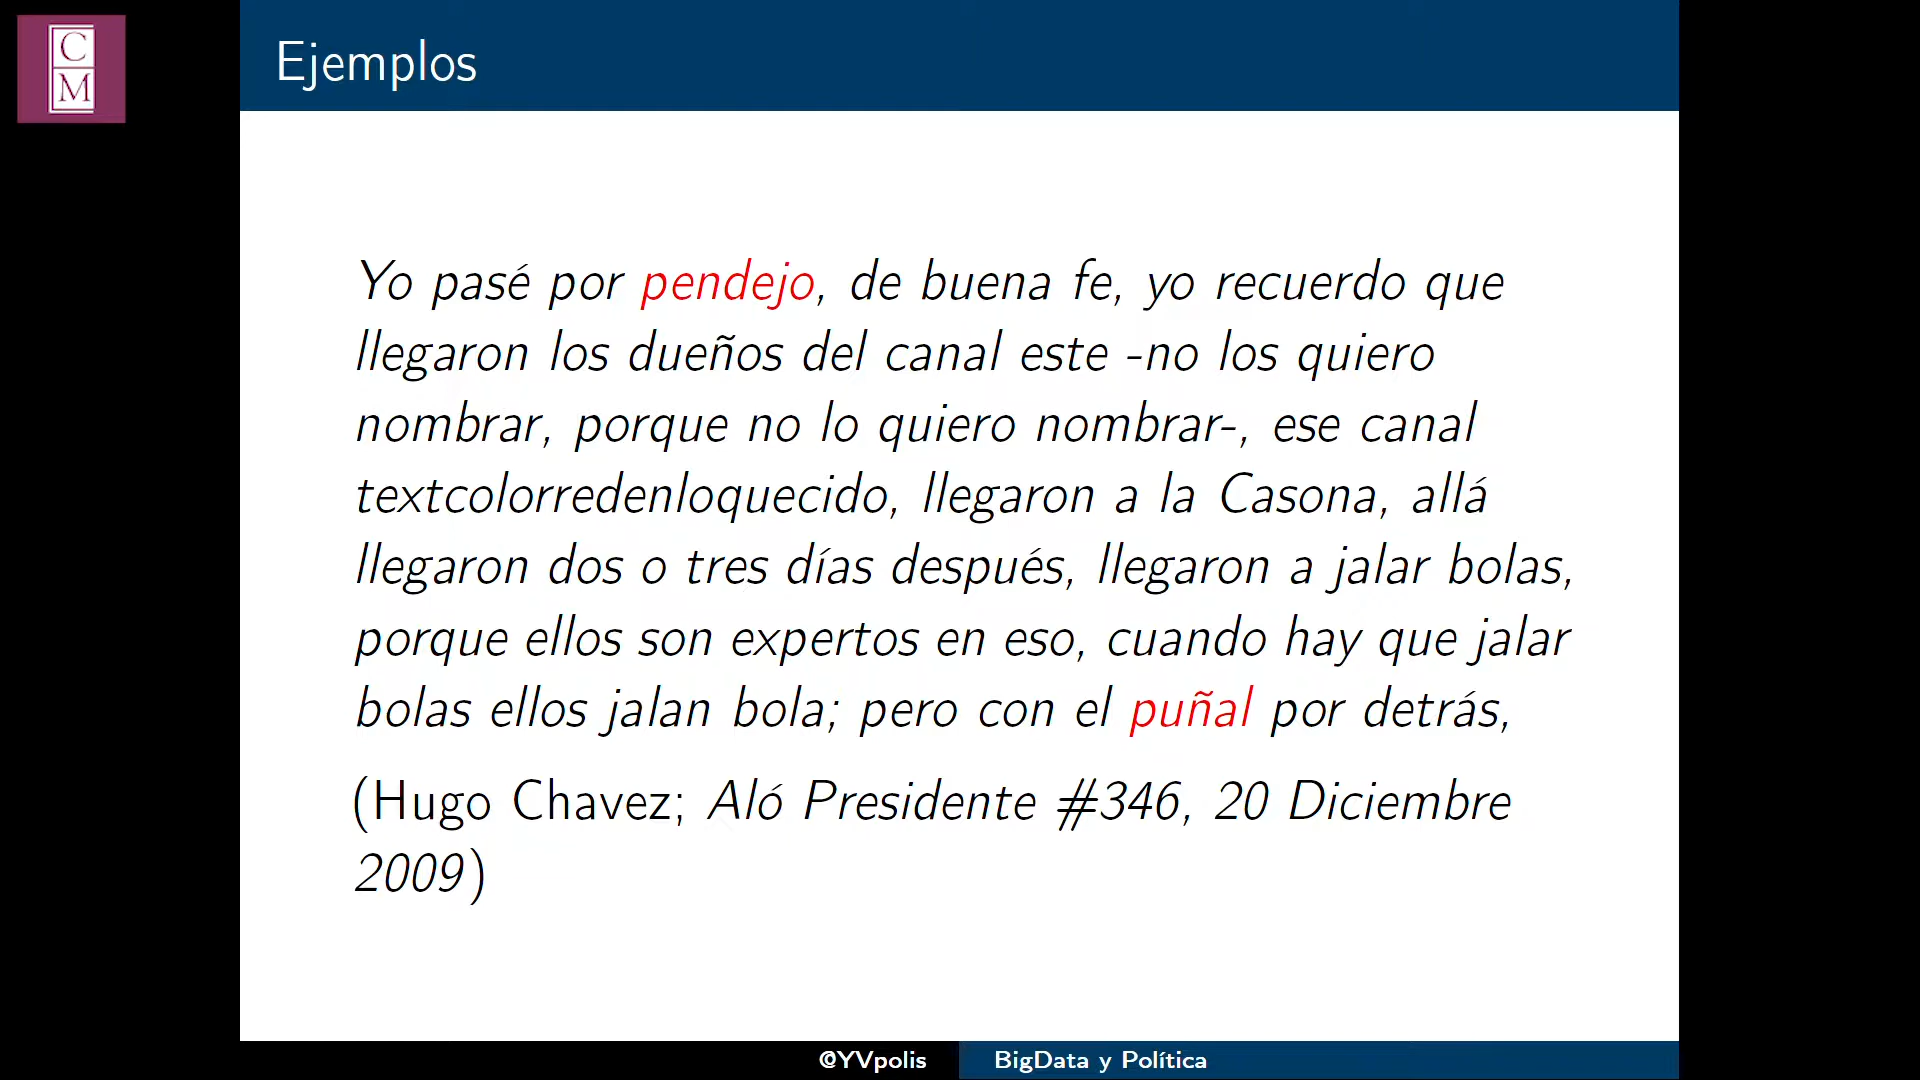 C
M
Ejemplos
Yo pasé por pendejo, de buena fe, yo recuerdo que
llegaron los dueños del canal este -no los quiero
nombrar, porque no lo quiero nombrar-, ese canal
textcolorredenloquecido, llegaron a la Casona, allá
llegaron dos o tres días después, llegaron a jalar bolas,
porque ellos son expertos en eso, cuando hay que jalar
bolas ellos jalan bola; pero con el puñal por detrás,
(Hugo Chavez; Aló Presidente #346, 20 Diciembre
2009)
@YVpolis BigData y Política